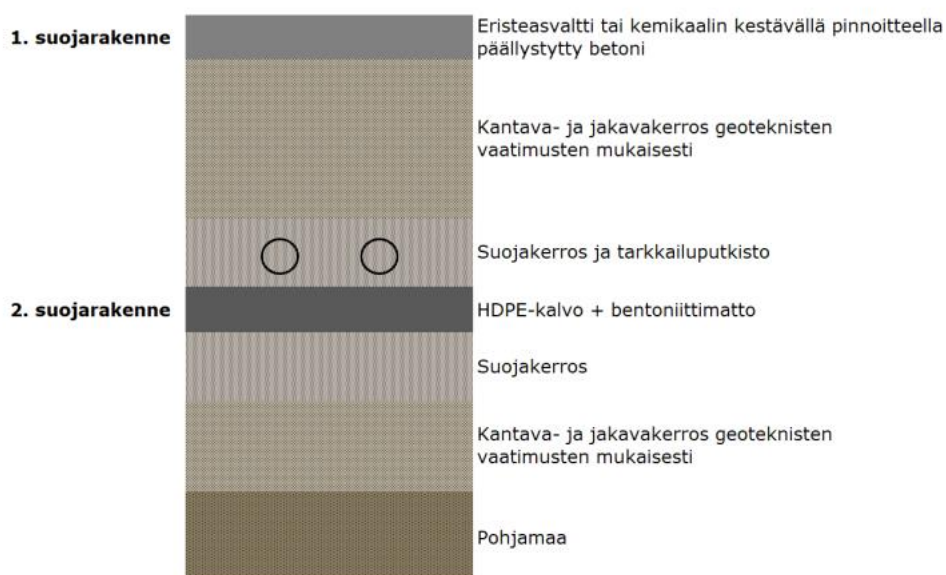 1. suojarakenne
Eristeasvaltti tai kemikaalin kestävällä pinnoitteella
päällystytty betoni
Kantava- ja jakavakerros geoteknisten
vaatimusten mukaisesti
Suojakerros ja tarkkailuputkisto
2. suojarakenne
HDPE-kalvo + bentoniittimatto
Suojakerros
Kantava- ja jakavakerros geoteknisten
vaatimusten mukaisesti
Pohjamaa